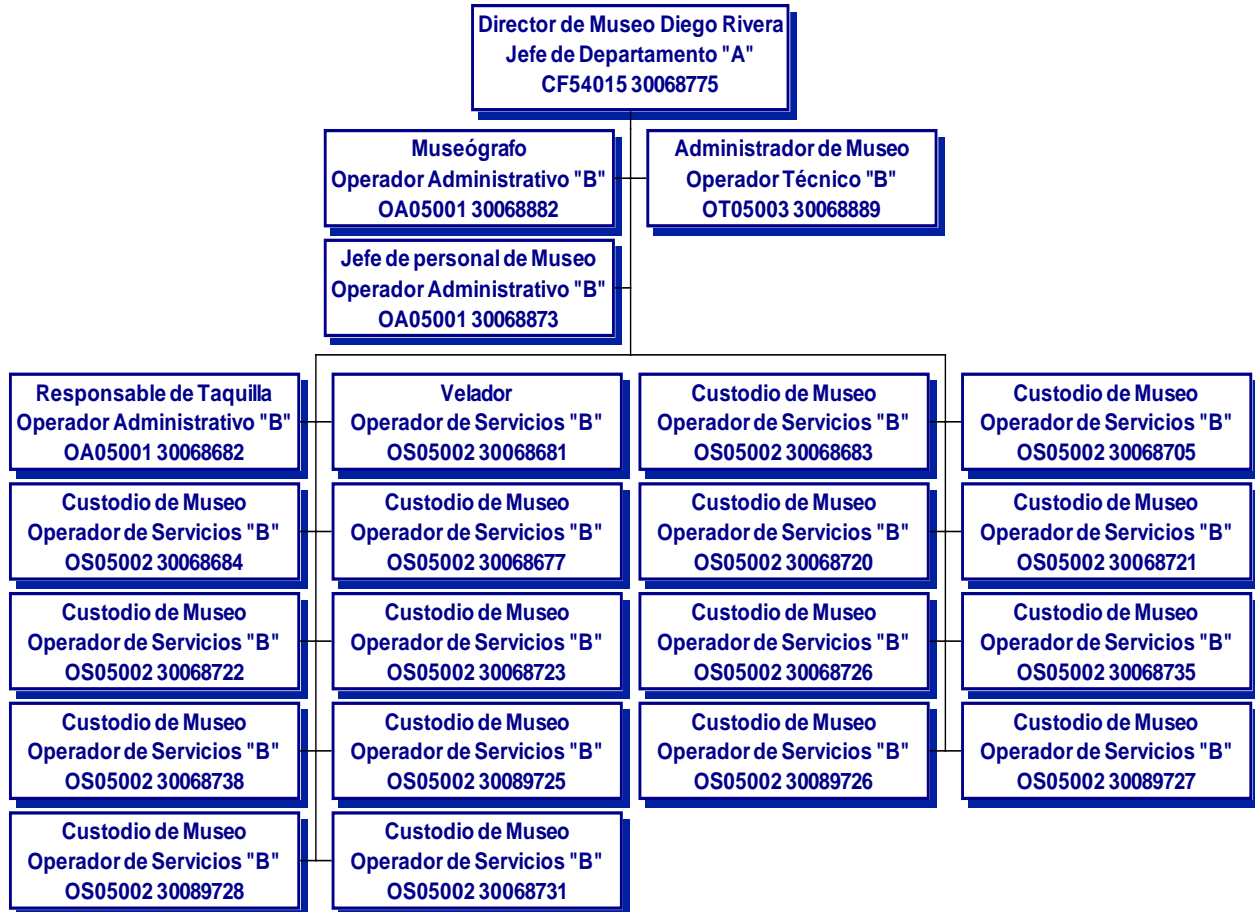 Director de Museo Diego Rivera
Jefe de Departamento "A"
CF54015 30068775
Museógrafo
Operador Administrativo "B"
OA05001 30068882
Administrador de Museo
Operador Técnico "B"
OT05003 30068889
Jefe de personal de Museo
Operador Administrativo "B"
OA05001 30068873
Responsable de Taquilla
Operador Administrativo "B"
OA05001 30068682
Velador
Operador de Servicios "B"
OS05002 30068681
Custodio de Museo
Operador de Servicios "B"
OS05002 30068683
Custodio de Museo
Operador de Servicios "B"
OS05002 30068705
Custodio de Museo
Operador de Servicios "B"
OS05002 30068684
Custodio de Museo
Operador de Servicios "B"
OS05002 30068677
Custodio de Museo
Operador de Servicios "B"
OS05002 30068720
Custodio de Museo
Operador de Servicios "B"
OS05002 30068721
Custodio de Museo
Operador de Servicios "B"
OS05002 30068722
Custodio de Museo
Operador de Servicios "B"
OS05002 30068723
Custodio de Museo
Operador de Servicios "B"
OS05002 30068726
Custodio de Museo
Operador de Servicios "B"
OS05002 30068735
Custodio de Museo
Operador de Servicios "B"
OS05002 30068738
Custodio de Museo
Operador de Servicios "B"
OS05002 30089725
Custodio de Museo
Operador de Servicios "B"
OS05002 30089726
Custodio de Museo
Operador de Servicios "B"
OS05002 30089727
Custodio de Museo
Operador de Servicios "B"
OS05002 30089728
Custodio de Museo
Operador de Servicios "B"
OS05002 30068731